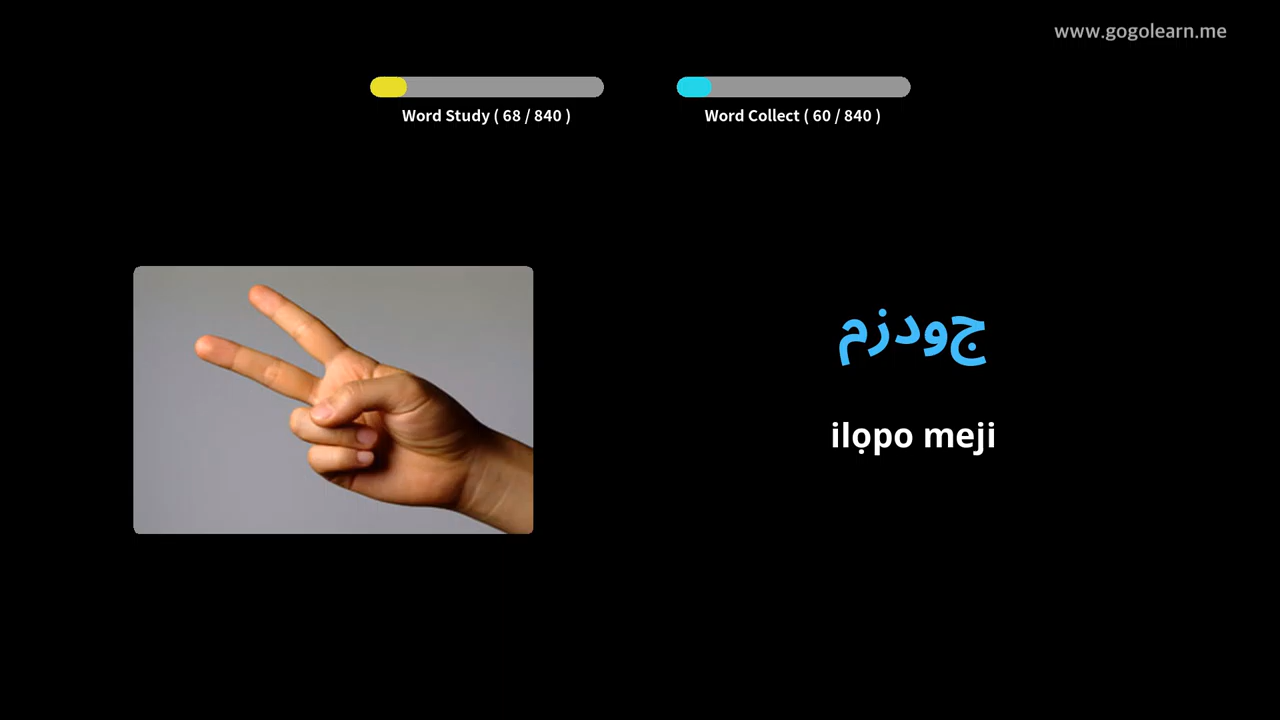 www.gogolearn.me
Word Study ( 68 / 840 )
Word Collect ( 60 / 840 )
جودزم
ilọpo meji